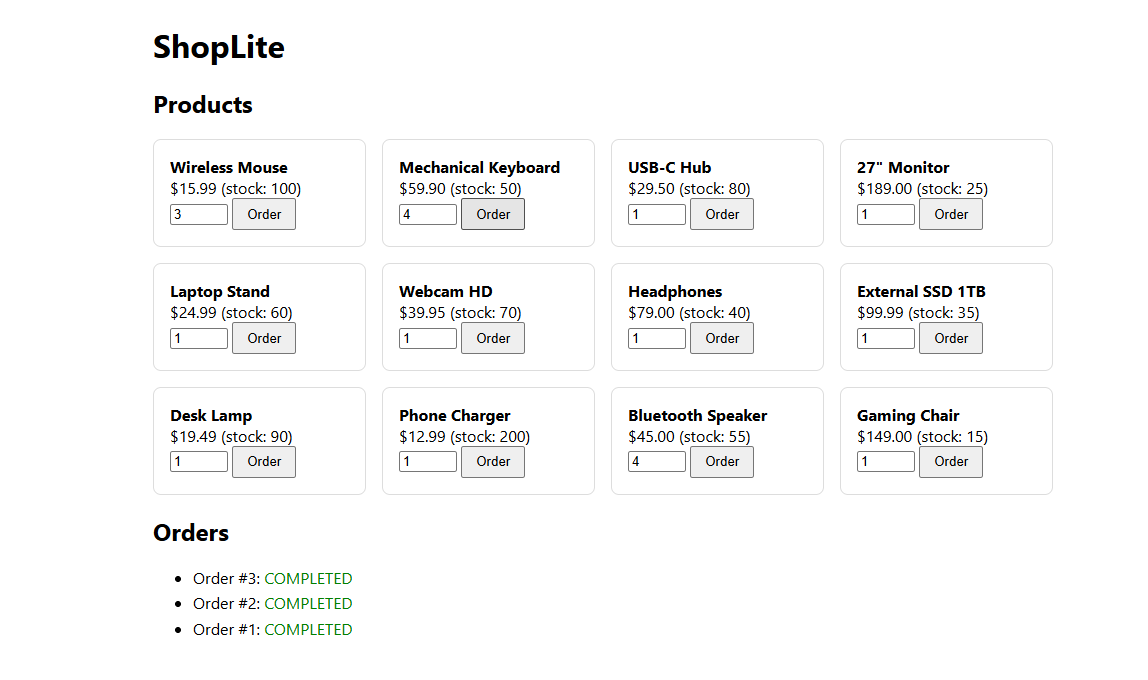 ShopLite
Products
Wireless Mouse
$15.99 (stock: 100)
3 Order
Mechanical Keyboard
$59.90 (stock: 50)
4 Order
USB-C Hub
$29.50 (stock: 80)
1 Order
27" Monitor
$189.00 (stock: 25)
1 Order
Laptop Stand
$24.99 (stock: 60)
1 Order
Webcam HD
$39.95 (stock: 70)
1 Order
Headphones
$79.00 (stock: 40)
1 Order
External SSD 1TB
$99.99 (stock: 35)
1 Order
Desk Lamp
$19.49 (stock: 90)
1 Order
Phone Charger
$12.99 (stock: 200)
1 Order
Bluetooth Speaker
$45.00 (stock: 55)
4 Order
Gaming Chair
$149.00 (stock: 15)
1 Order
Orders
• Order #3: COMPLETED
• Order #2: COMPLETED
• Order #1: COMPLETED